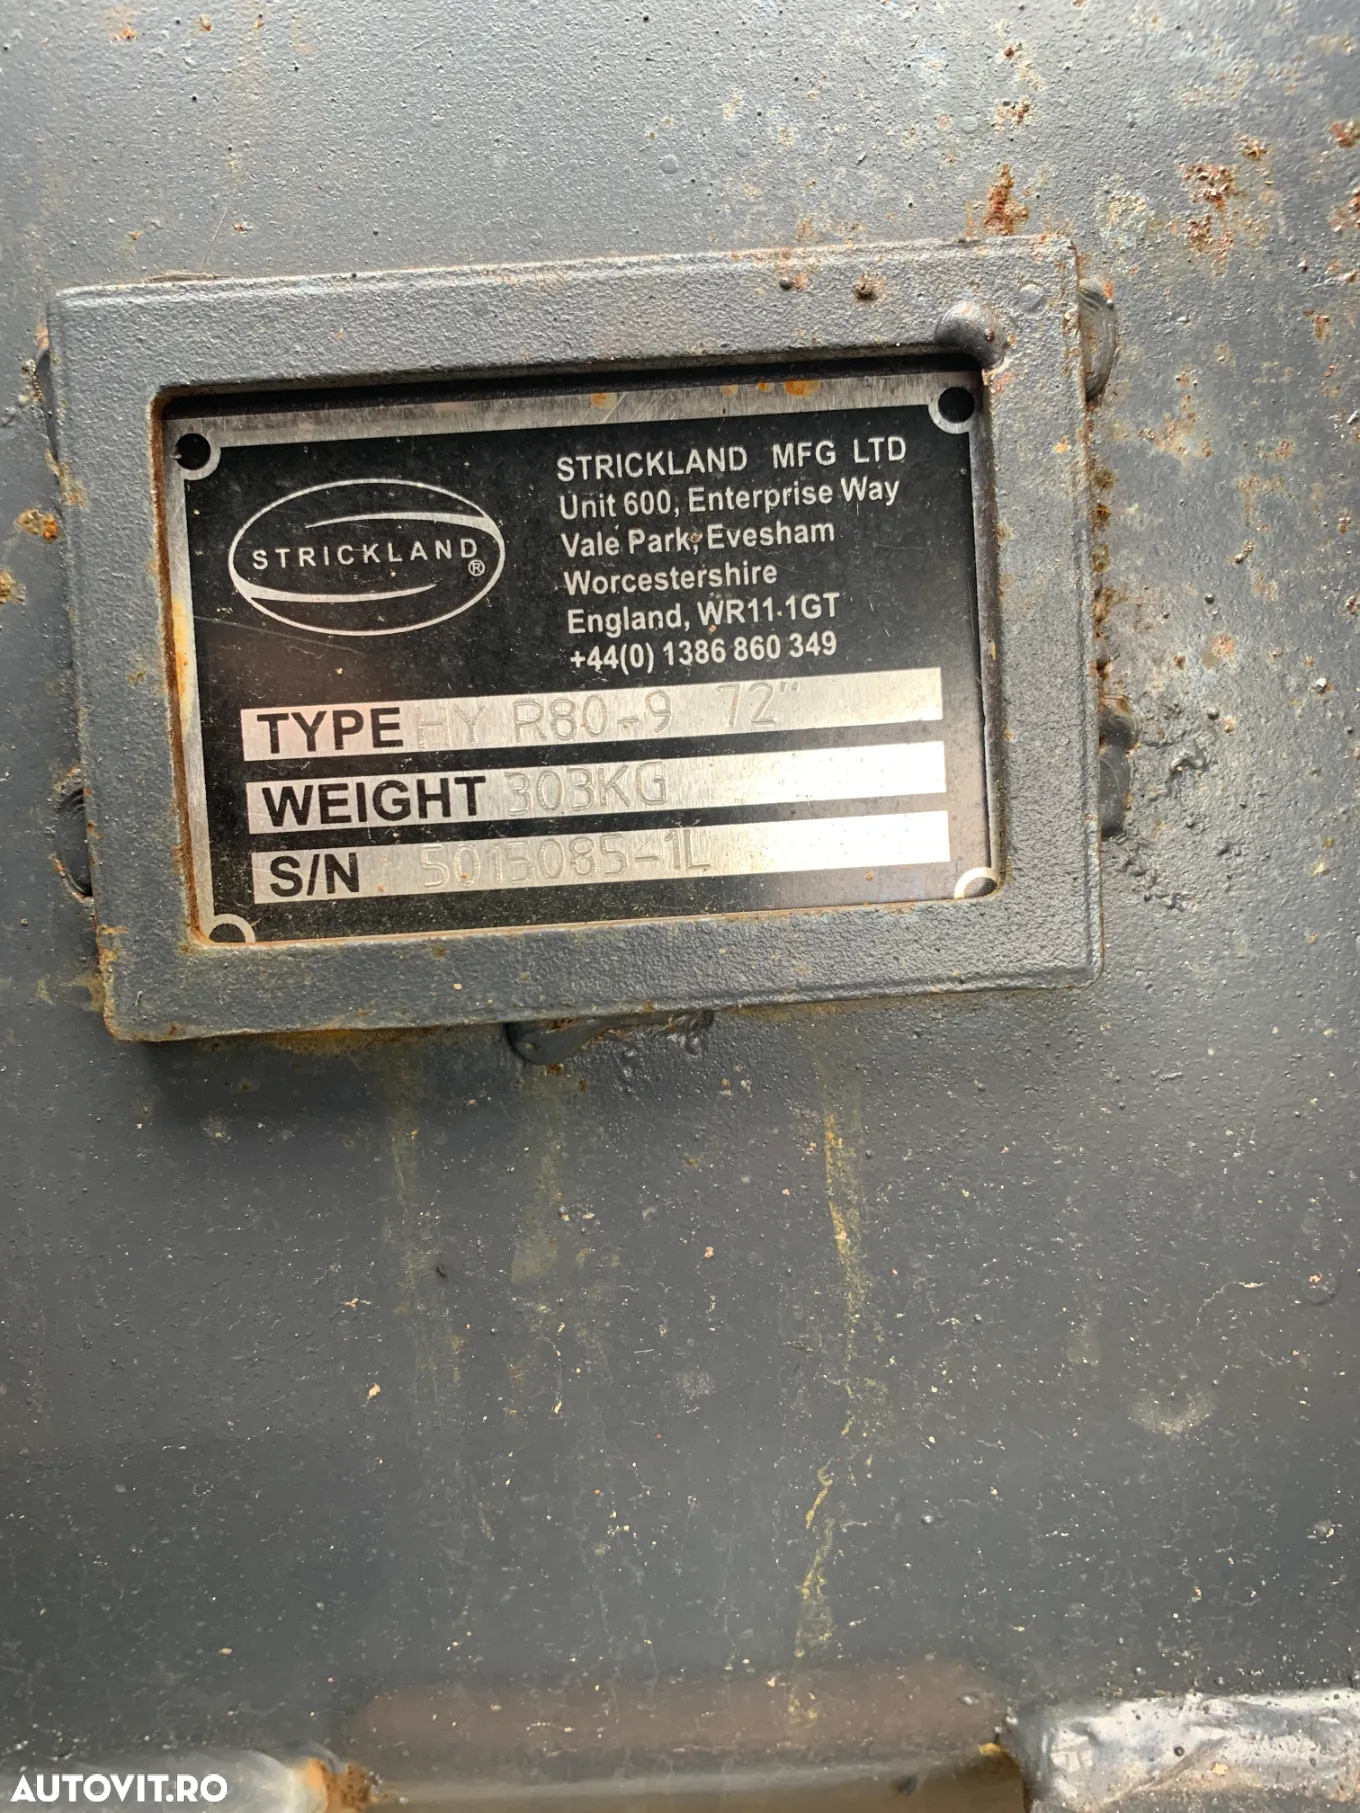 STRICKLAND®
STRICKLAND MFG LTD
Unit 600, Enterprise Way
Vale Park, Evesham
Worcestershire
England, WR11 1GT
+44(0) 1386 860 349
TYPE HY R80-9 72"
WEIGHT 303KG
S/N 5015085-1L
AUTOVIT.RO